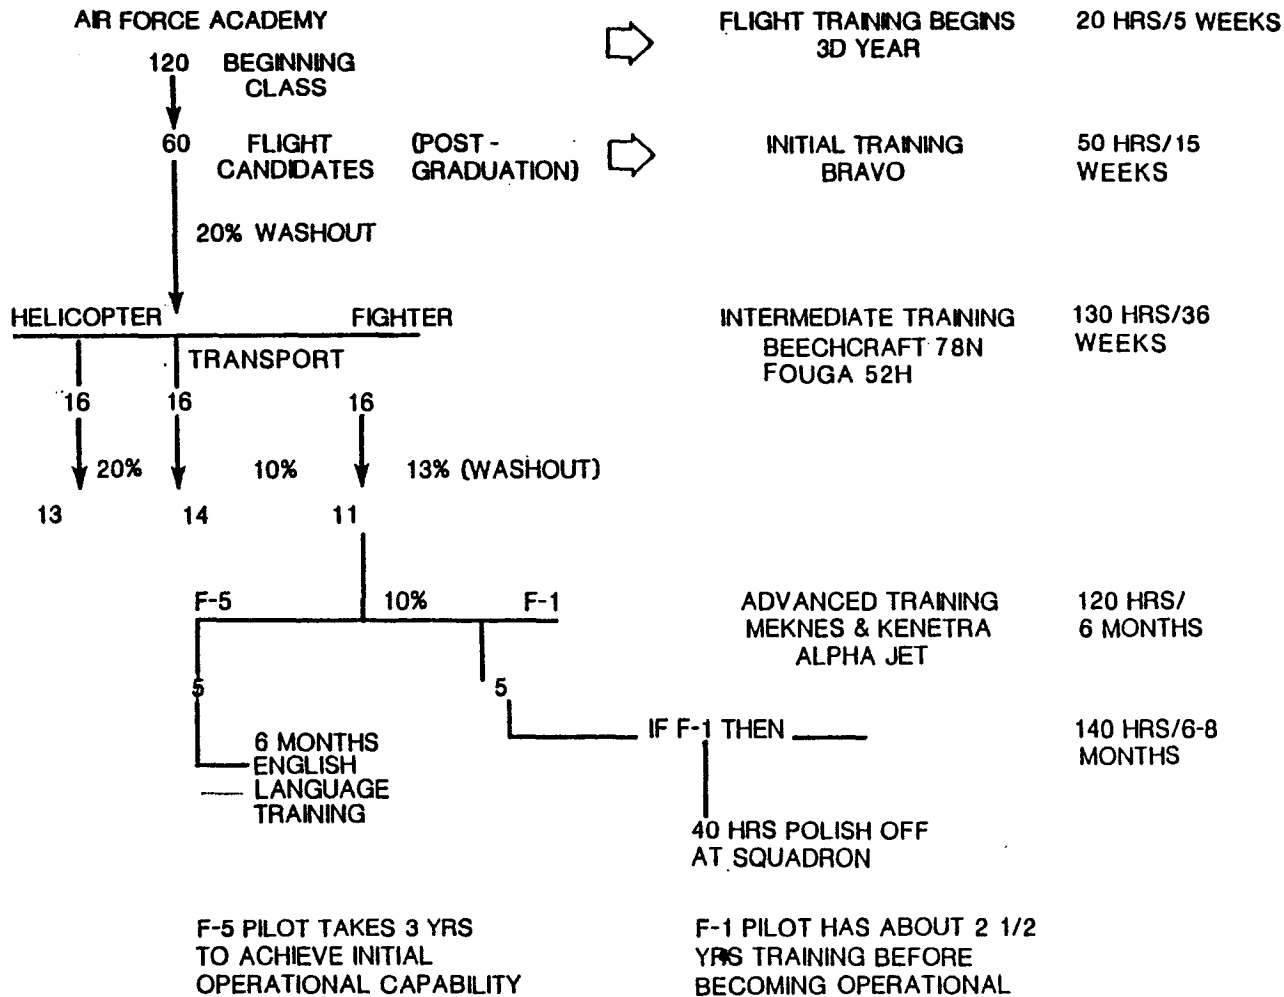 AIR FORCE ACADEMY
FLIGHT TRAINING BEGINS
3D YEAR
20 HRS/5 WEEKS
120 BEGINNING
CLASS
60 FLIGHT
CANDIDATES
(POST -
GRADUATION)
INITIAL TRAINING
BRAVO
50 HRS/15
WEEKS
20% WASHOUT
HELICOPTER
FIGHTER
TRANSPORT
INTERMEDIATE TRAINING
BEECHCRAFT 78N
FOUGA 52H
130 HRS/36
WEEKS
16 16 16
20% 10% 13% (WASHOUT)
13 14 11
F-5 10% F-1
ADVANCED TRAINING
MEKNES & KENETRA
ALPHA JET
120 HRS/
6 MONTHS
5 5
6 MONTHS
ENGLISH
LANGUAGE
TRAINING
IF F-1 THEN
140 HRS/6-8
MONTHS
40 HRS POLISH OFF
AT SQUADRON
F-5 PILOT TAKES 3 YRS
TO ACHIEVE INITIAL
OPERATIONAL CAPABILITY
F-1 PILOT HAS ABOUT 2 1/2
YRS TRAINING BEFORE
BECOMING OPERATIONAL